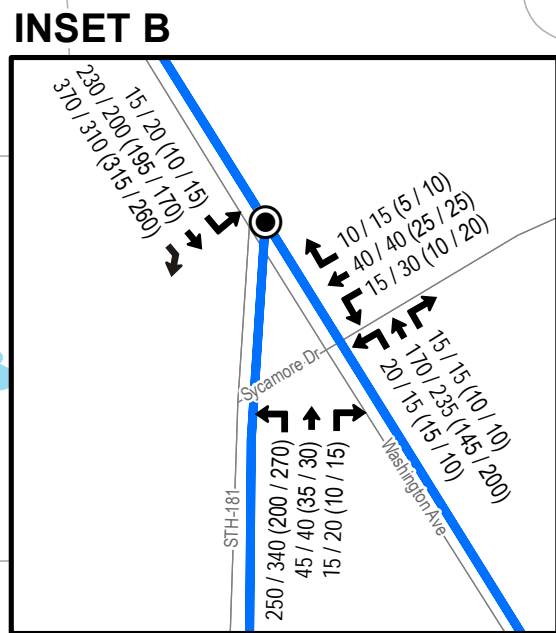 INSET B
15 / 20 (10 / 15)
230 / 200 (195 / 170)
370 / 310 (315 / 260)
10 / 15 (5 / 10)
40 / 40 (25 / 25)
15 / 30 (10 / 20)
15 / 15 (10 / 10)
170 / 235 (145 / 200)
20 / 15 (15 / 10)
Sycamore Dr
Washington Ave
STH-181
250 / 340 (200 / 270)
45 / 40 (35 / 30)
15 / 20 (10 / 15)